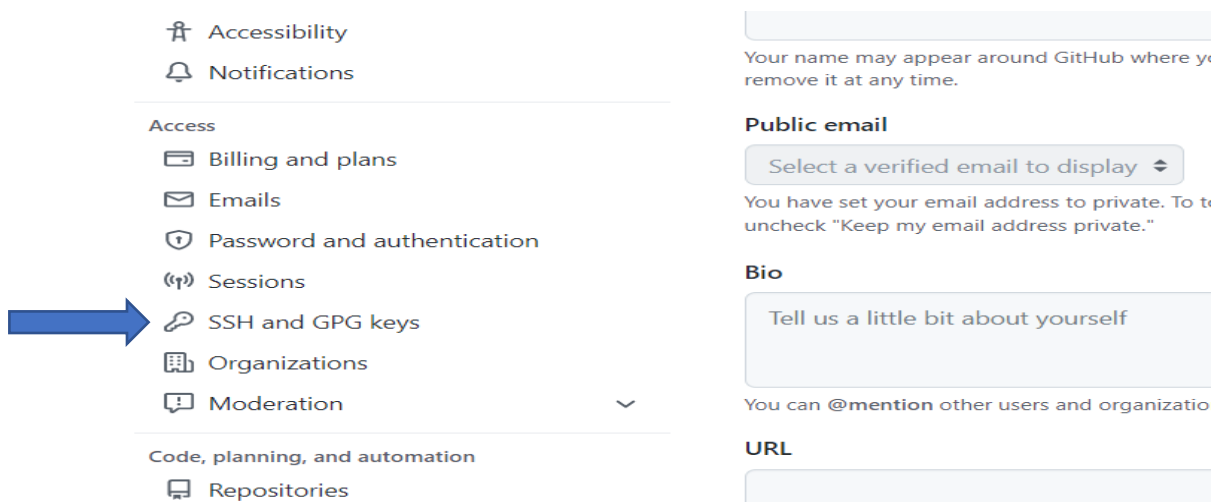 Accessibility
Notifications
Access
Billing and plans
Emails
Password and authentication
Sessions
SSH and GPG keys
Organizations
Moderation
Code, planning, and automation
Repositories
Your name may appear around GitHub where
remove it at any time.
Public email
Select a verified email to display
You have set your email address to private. To
uncheck "Keep my email address private."
Bio
Tell us a little bit about yourself
You can @mention other users and
URL